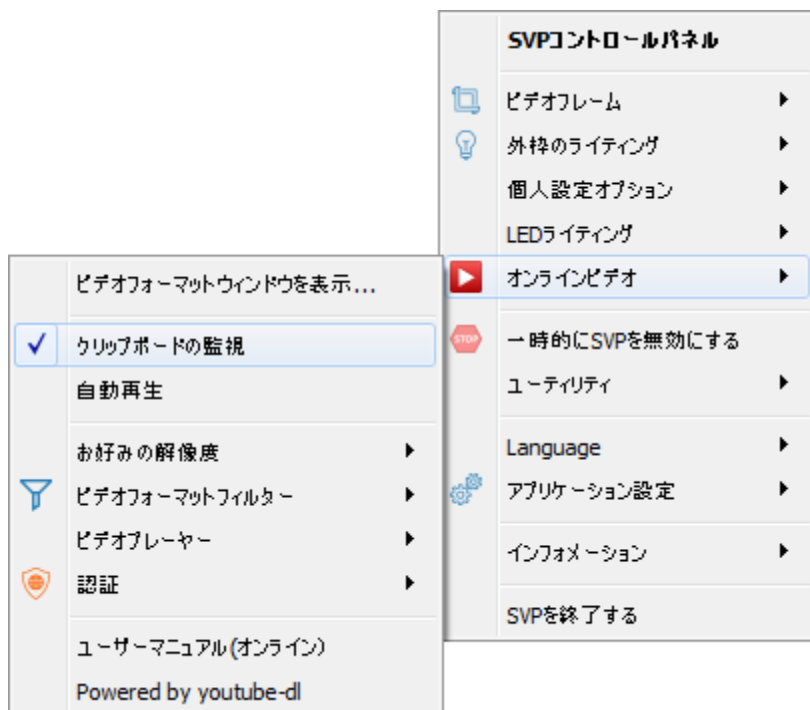 SVPコントロールパネル
ビデオフレーム
外枠のライティング
個人設定オプション
LEDライティング
オンラインビデオ
STOP
一時的にSVPを無効にする
ユーティリティ
Language
アプリケーション設定
インフォメーション
SVPを終了する
ビデオフォーマットウィンドウを表示...
クリップボードの監視
自動再生
お好みの解像度
ビデオフォーマットフィルター
ビデオプレーヤー
認証
ユーザーマニュアル(オンライン)
Powered by youtube-dl